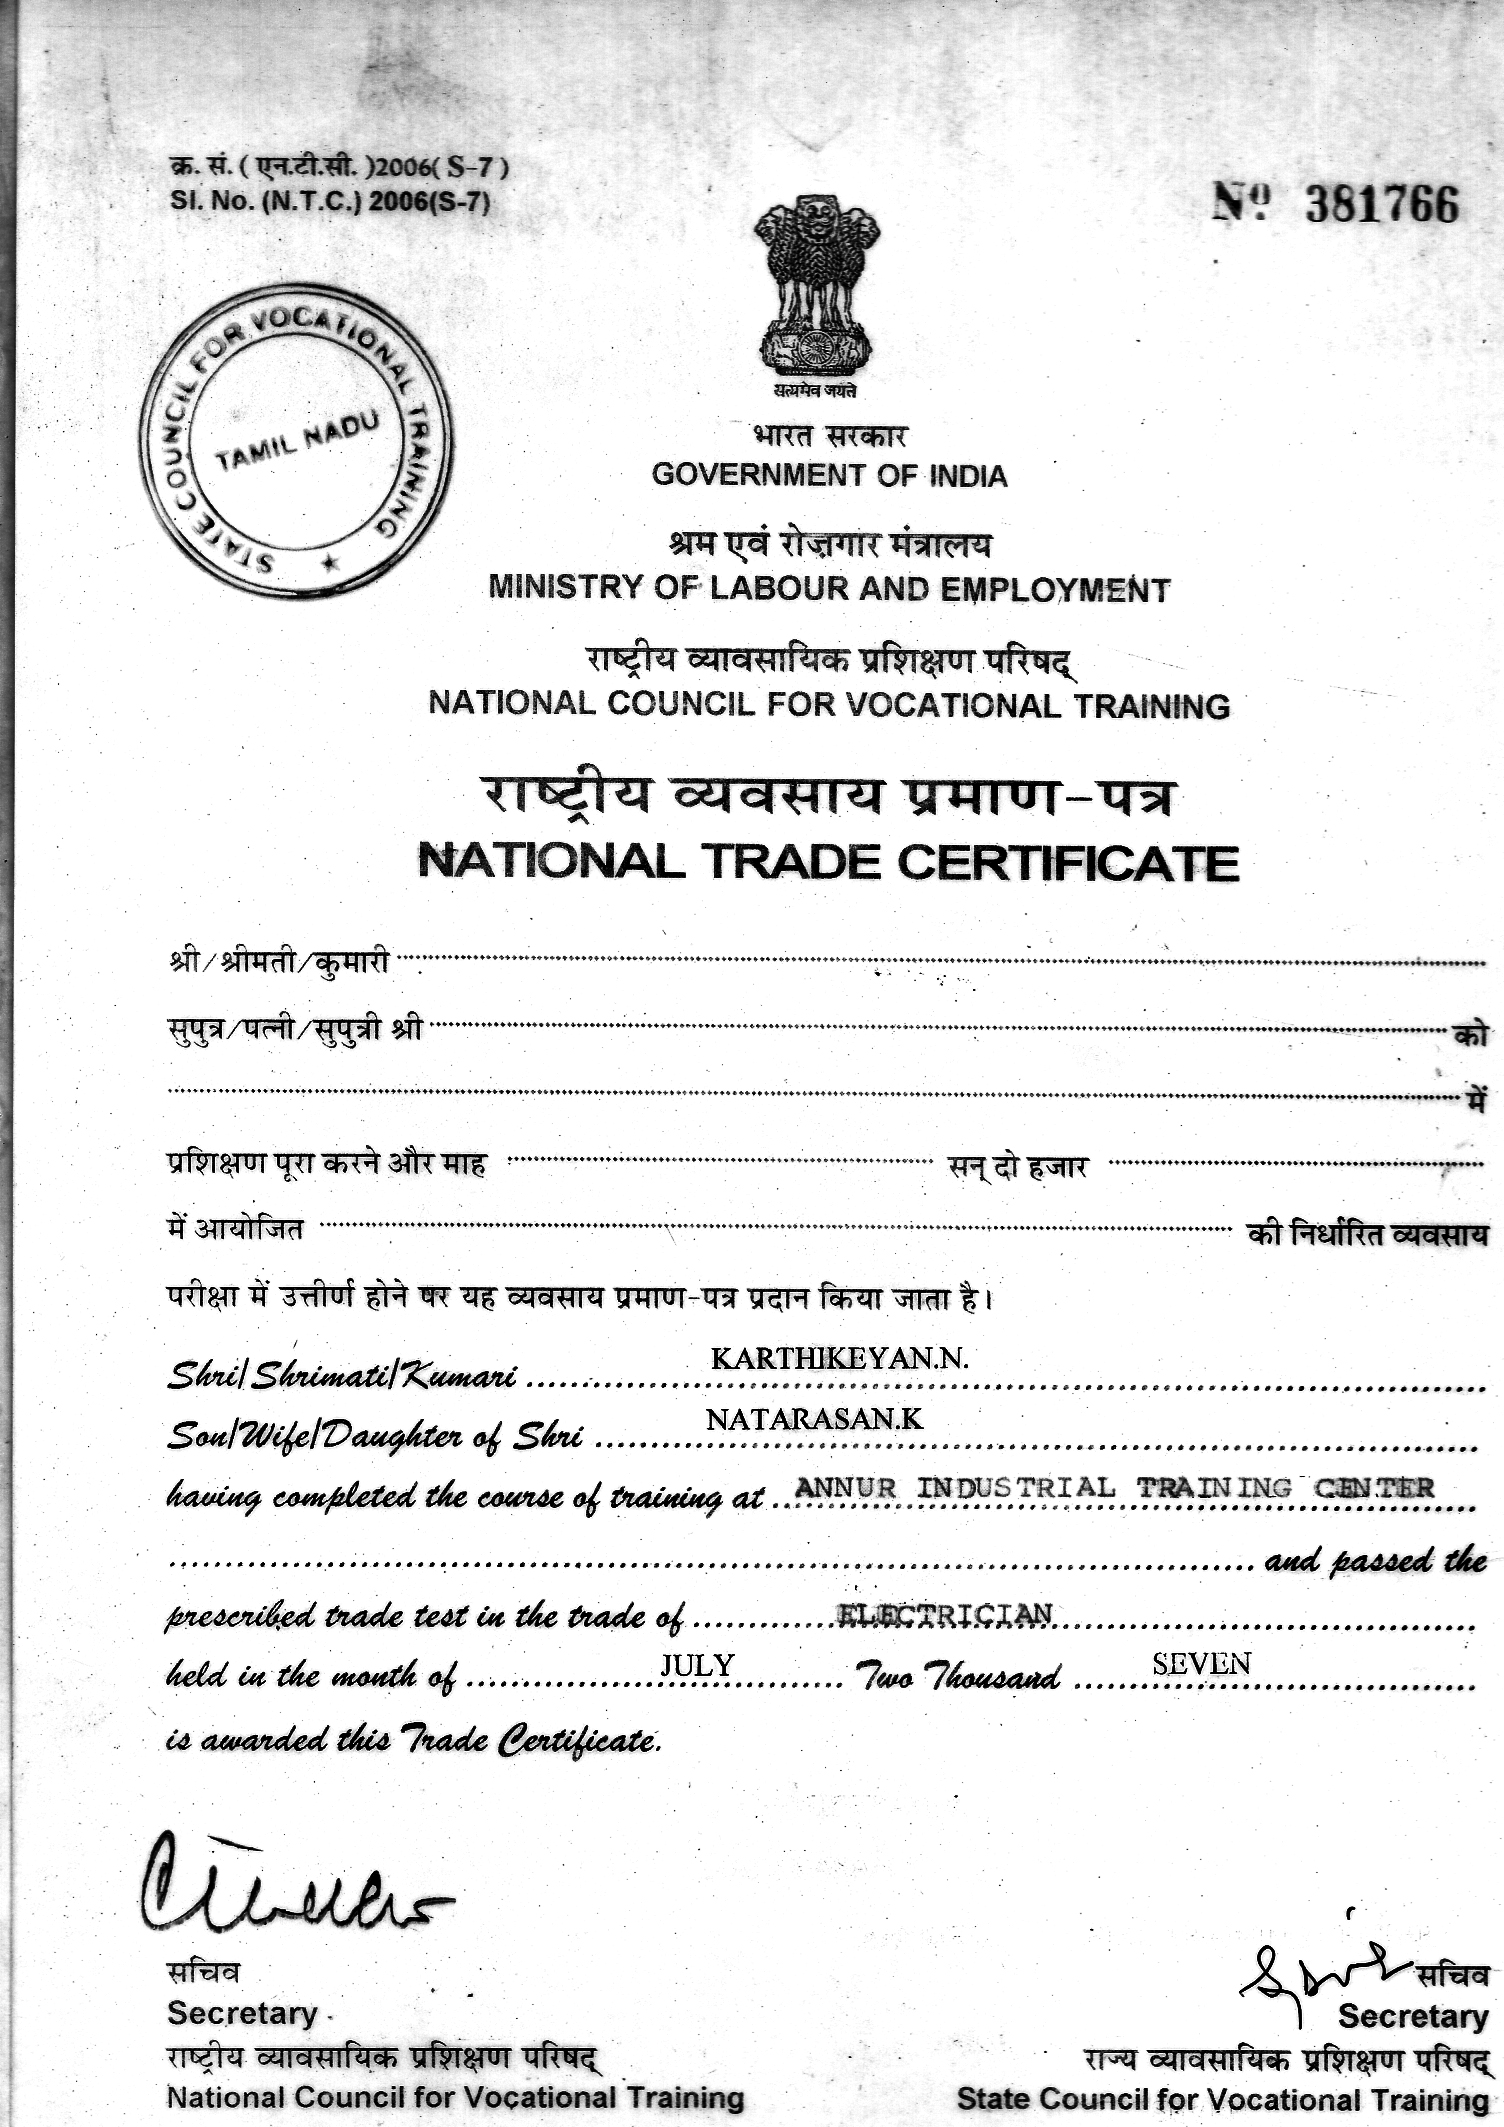 क्र. सं. ( एन.टी.सी. )2006( S-7 )
Sl. No. (N.T.C.) 2006(S-7)
Nº 381766
STATE COUNCIL FOR VOCATIONAL TRAINING ★
TAMIL NADU
सत्यमेव जयते
भारत सरकार
GOVERNMENT OF INDIA
श्रम एवं रोज़गार मंत्रालय
MINISTRY OF LABOUR AND EMPLOYMENT
राष्ट्रीय व्यावसायिक प्रशिक्षण परिषद्
NATIONAL COUNCIL FOR VOCATIONAL TRAINING
राष्ट्रीय व्यवसाय प्रमाण-पत्र
NATIONAL TRADE CERTIFICATE
श्री/श्रीमती/कुमारी
सुपुत्र/पत्नी/सुपुत्री श्री को
में
प्रशिक्षण पूरा करने और माह सन् दो हजार
में आयोजित की निर्धारित व्यवसाय
परीक्षा में उत्तीर्ण होने पर यह व्यवसाय प्रमाण-पत्र प्रदान किया जाता है।
Shri/Shrimati/Kumari KARTHIKEYAN.N.
Son/Wife/Daughter of Shri NATARASAN.K
having completed the course of training at ANNUR INDUSTRIAL TRAINING CENTER
and passed the
prescribed trade test in the trade of ELECTRICIAN
held in the month of JULY Two Thousand SEVEN
is awarded this Trade Certificate.
सचिव
Secretary
राष्ट्रीय व्यावसायिक प्रशिक्षण परिषद्
National Council for Vocational Training
सचिव
Secretary
राज्य व्यावसायिक प्रशिक्षण परिषद्
State Council for Vocational Training